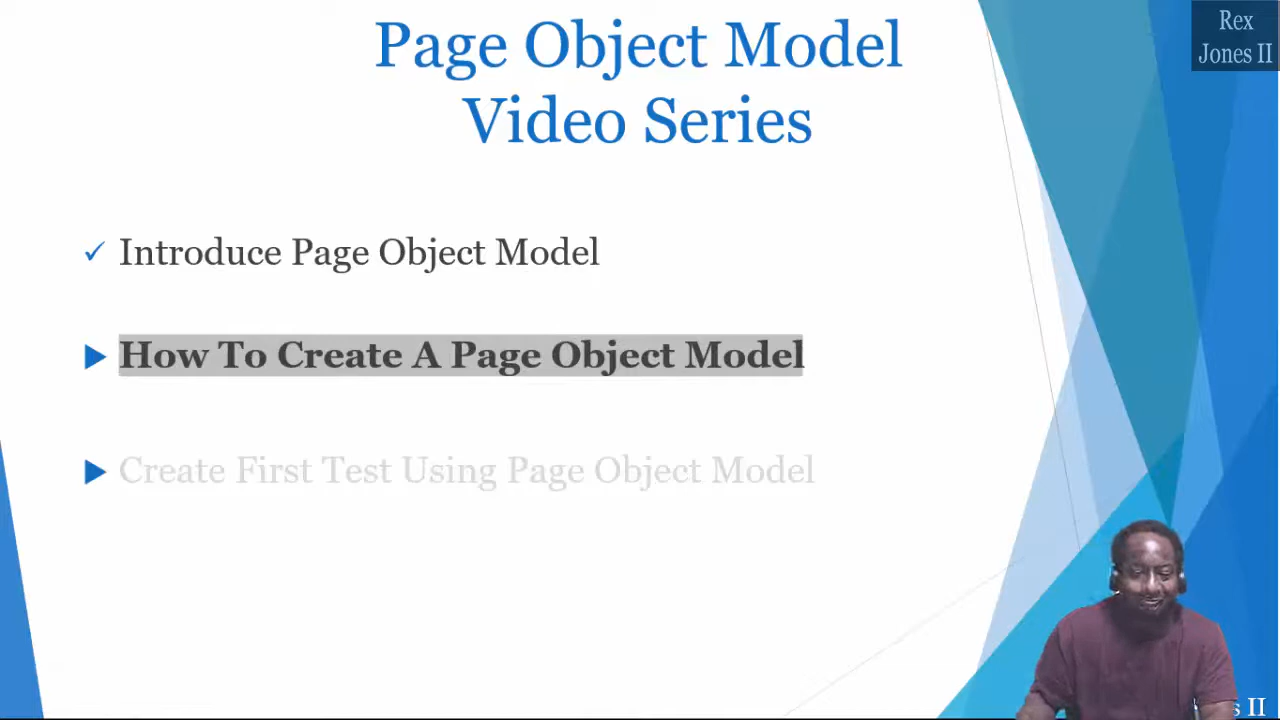 Page Object Model
Video Series
Rex
Jones II
Introduce Page Object Model
How To Create A Page Object Model
Create First Test Using Page Object Model
s II